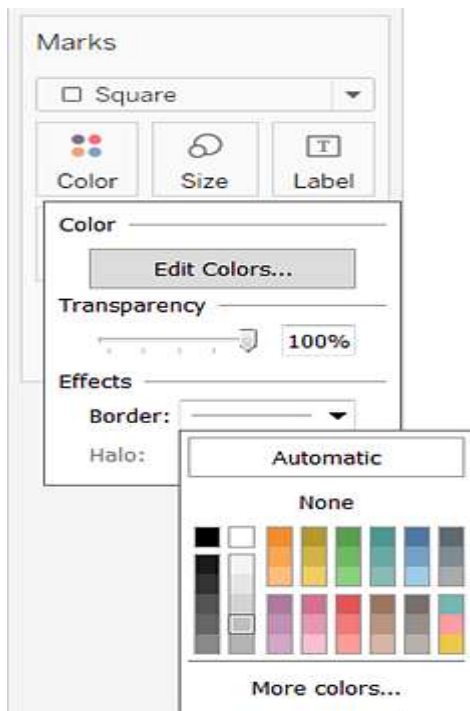 Marks
Square
Color Size Label
Color
Edit Colors...
Transparency
100%
Effects
Border:
Halo:
Automatic
None
More colors...